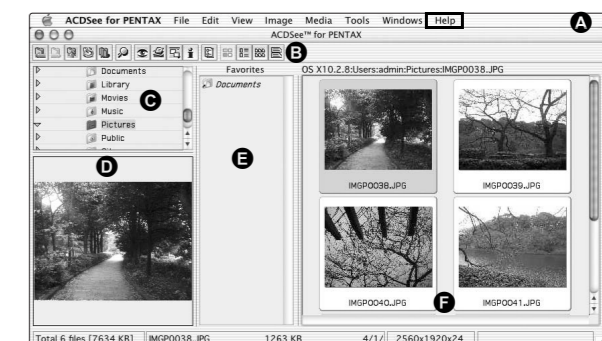 ACDSee for PENTAX File Edit View Image Media Tools Windows Help A
ACDSee™ for PENTAX
B
Documents
Library
Movies
Music
Pictures
Public
C
Favorites
Documents
E
OS X10.2.8:Users:admin:Pictures:IMGP0038.JPG
IMGP0038.JPG IMGP0039.JPG
IMGP0040.JPG IMGP0041.JPG
F
D
Total 6 files [7634 KB] IMGP0038.JPG 1263 KB 4/1/ 2560x1920x24